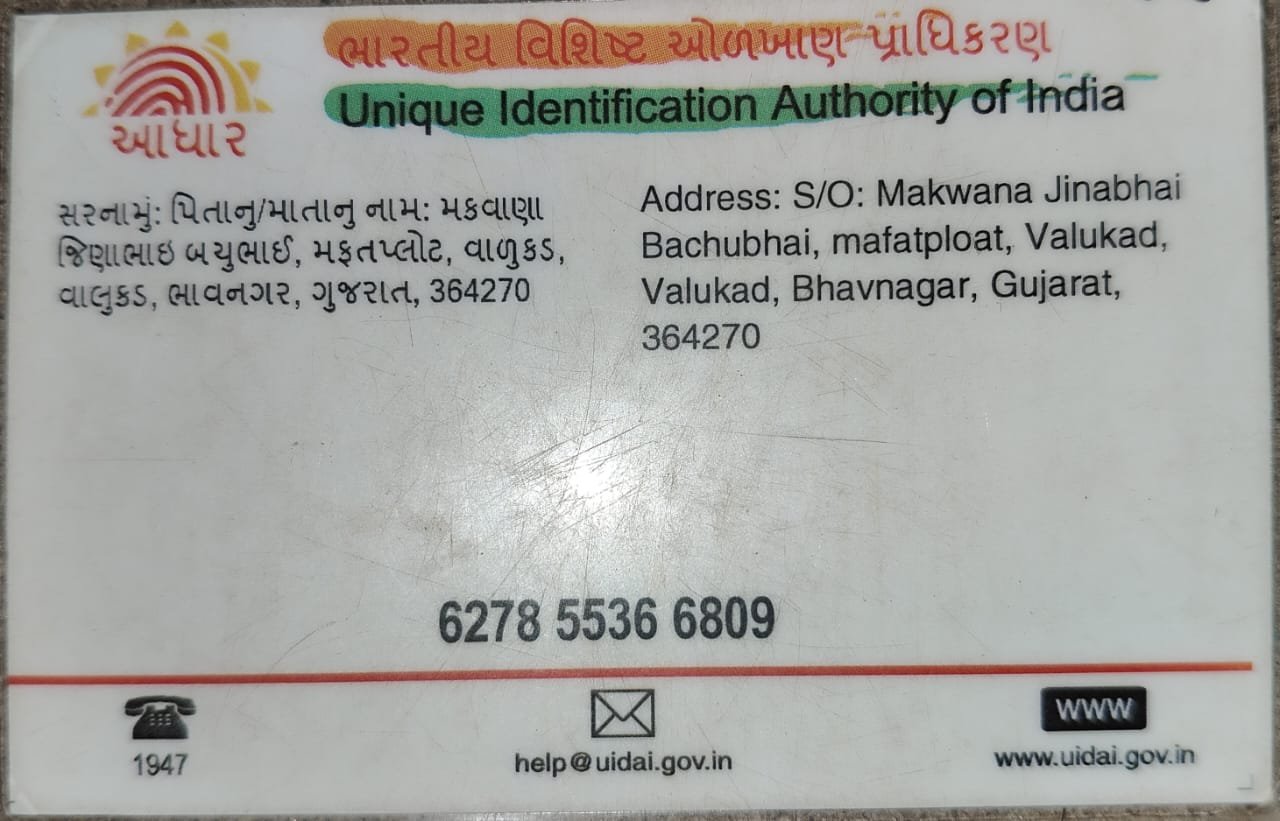 ભારતીય વિશિષ્ટ ઓળખાણ પ્રાધિકરણ
Unique Identification Authority of India
આધાર
સરનામું: પિતાનુ/માતાનુ નામ: મકવાણા
જિણાભાઇ બચુભાઈ, મફતપ્લોટ, વાળુકડ,
વાલુકડ, ભાવનગર, ગુજરાત, 364270
Address: S/O: Makwana Jinabhai
Bachubhai, mafatploat, Valukad,
Valukad, Bhavnagar, Gujarat,
364270
6278 5536 6809
1947
help@uidai.gov.in
WWW
www.uidai.gov.in